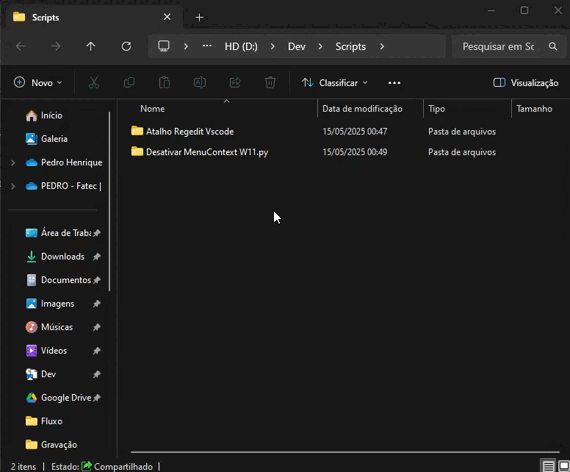 Scripts
HD (D:) Dev Scripts Pesquisar em Sc
Novo Classificar Visualização
Nome Data de modificação Tipo Tamanho
Atalho Regedit Vscode 15/05/2025 00:47 Pasta de arquivos
Desativar MenuContext W11.py 15/05/2025 00:49 Pasta de arquivos
Início
Galeria
Pedro Henrique
PEDRO - Fatec |
Área de Traba
Downloads
Documentos
Imagens
Músicas
Vídeos
Dev
Google Drive
Fluxo
Gravação
2 itens | Estado: Compartilhado |